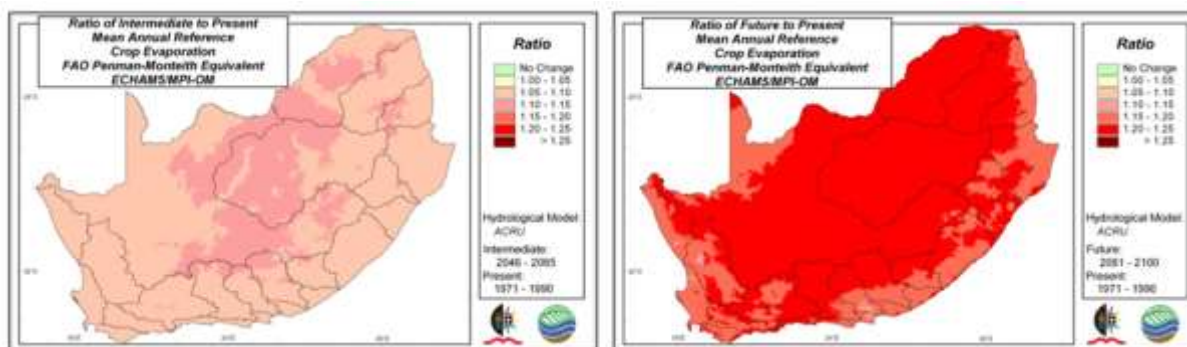 Ratio of Intermediate to Present
Mean Annual Reference
Crop Evaporation
FAO Penman-Monteith Equivalent
ECHAM5/MPI-OM
Ratio
No Change
1.00 - 1.05
1.05 - 1.10
1.10 - 1.15
1.15 - 1.20
1.20 - 1.25
> 1.25
Hydrological Model:
ACRU
Intermediate:
2046 - 2065
Present:
1971 - 1990
Ratio of Future to Present
Mean Annual Reference
Crop Evaporation
FAO Penman-Monteith Equivalent
ECHAM5/MPI-OM
Ratio
No Change
1.00 - 1.05
1.05 - 1.10
1.10 - 1.15
1.15 - 1.20
1.20 - 1.25
> 1.25
Hydrological Model:
ACRU
Future:
2081 - 2100
Present:
1971 - 1990